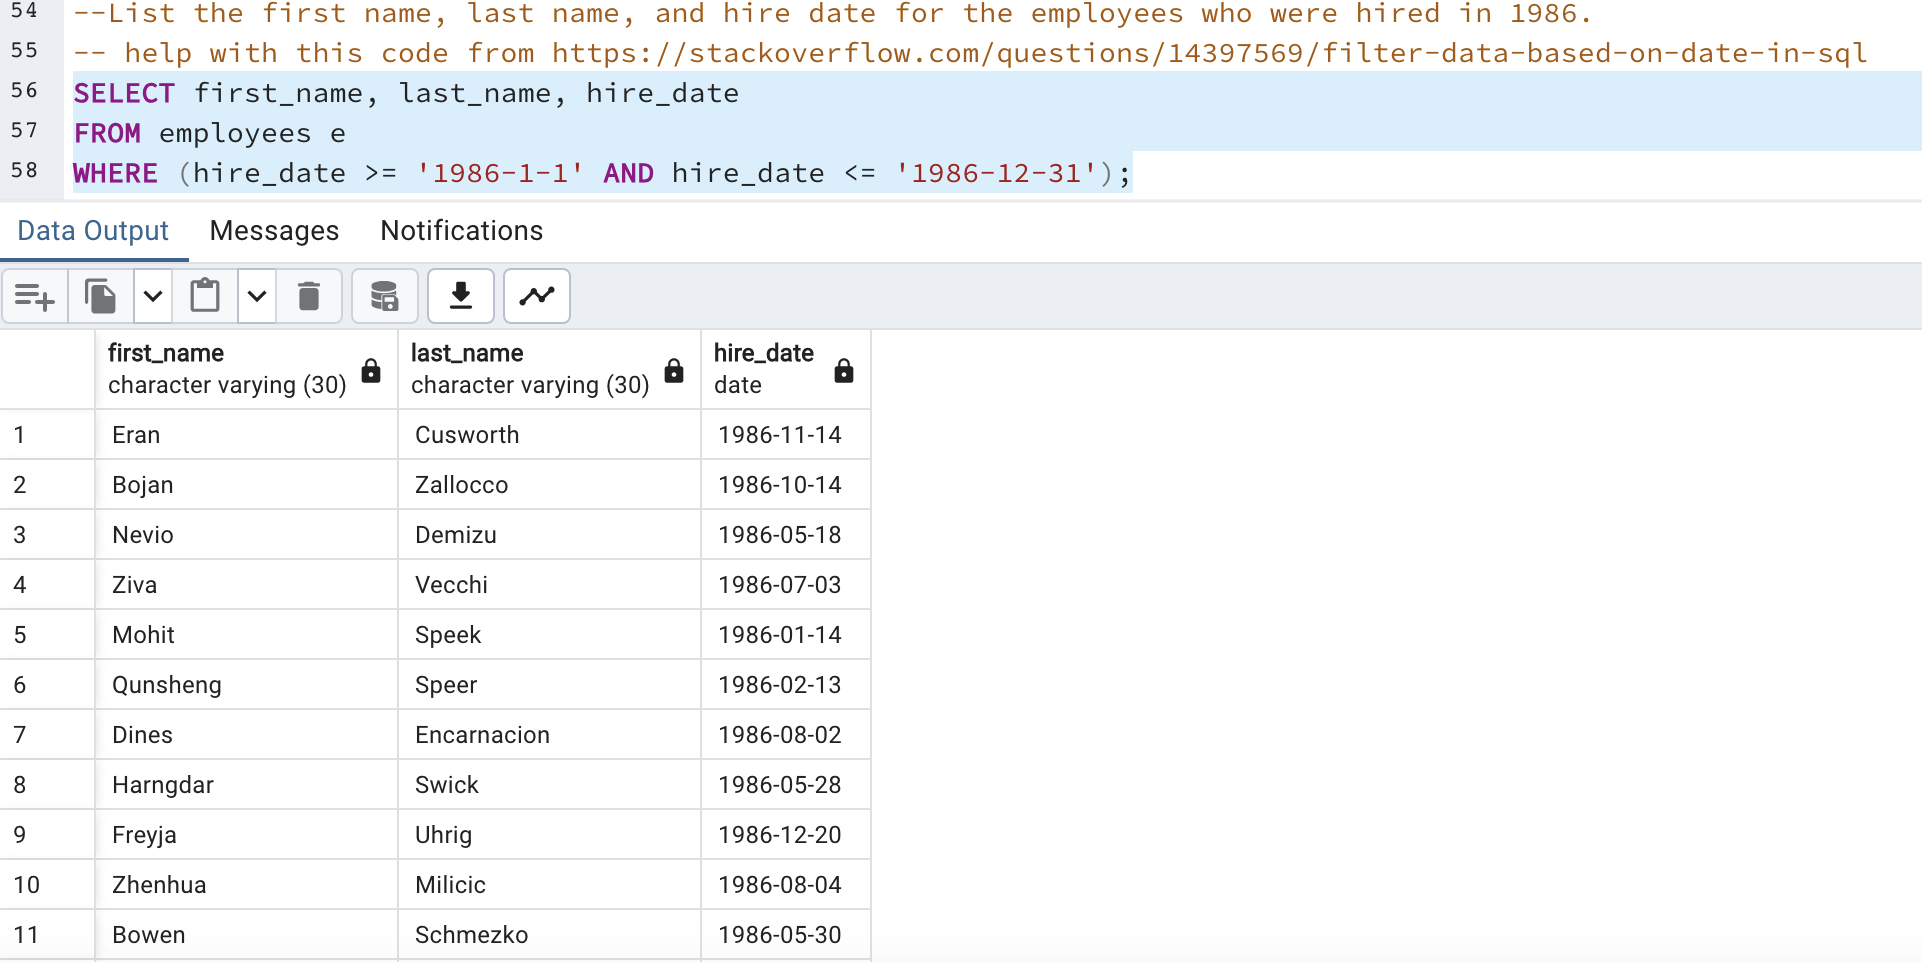 54 --List the first name, last name, and hire date for the employees who were hired in 1986.
55 -- help with this code from https://stackoverflow.com/questions/14397569/filter-data-based-on-date-in-sql
56 SELECT first_name, last_name, hire_date
57 FROM employees e
58 WHERE (hire_date >= '1986-1-1' AND hire_date <= '1986-12-31');
Data Output Messages Notifications
first_name last_name hire_date
character varying (30) character varying (30) date
1 Eran Cusworth 1986-11-14
2 Bojan Zallocco 1986-10-14
3 Nevio Demizu 1986-05-18
4 Ziva Vecchi 1986-07-03
5 Mohit Speek 1986-01-14
6 Qunsheng Speer 1986-02-13
7 Dines Encarnacion 1986-08-02
8 Harngdar Swick 1986-05-28
9 Freyja Uhrig 1986-12-20
10 Zhenhua Milicic 1986-08-04
11 Bowen Schmezko 1986-05-30